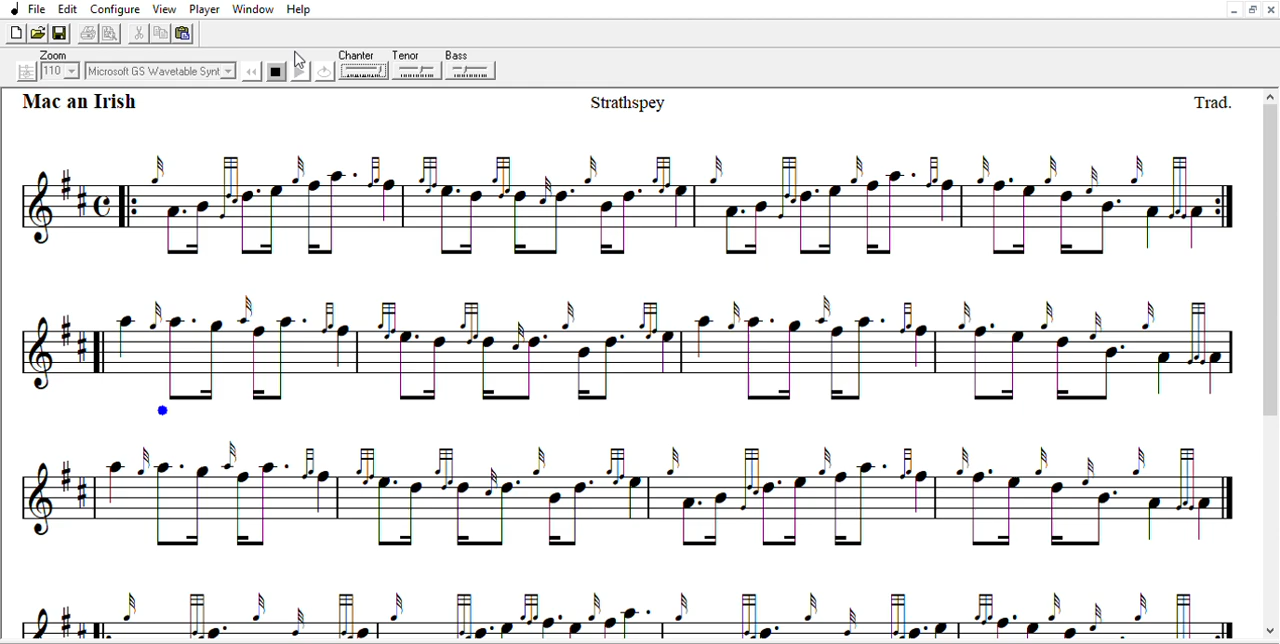 File Edit Configure View Player Window Help
Zoom Chanter Tenor Bass
110 Microsoft GS Wavetable Synt
Mac an Irish Strathspey Trad.